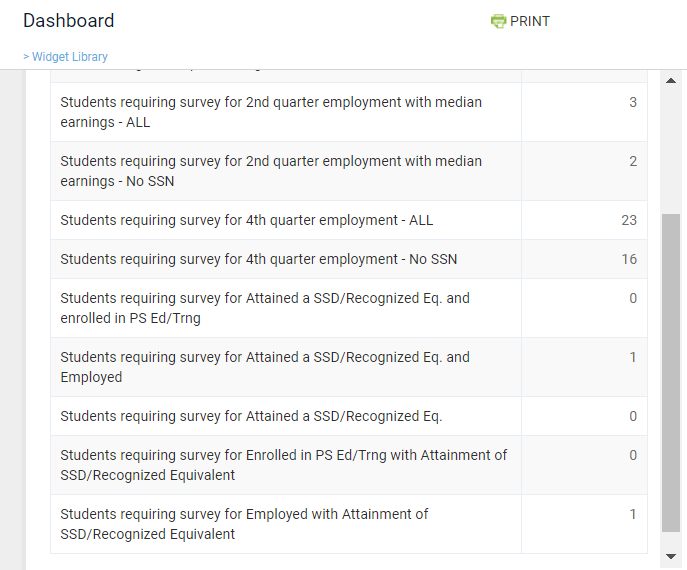 Dashboard
PRINT
> Widget Library
Students requiring survey for 2nd quarter employment with median
earnings - ALL
3
Students requiring survey for 2nd quarter employment with median
earnings - No SSN
2
Students requiring survey for 4th quarter employment - ALL
23
Students requiring survey for 4th quarter employment - No SSN
16
Students requiring survey for Attained a SSD/Recognized Eq. and
enrolled in PS Ed/Trng
0
Students requiring survey for Attained a SSD/Recognized Eq. and
Employed
1
Students requiring survey for Attained a SSD/Recognized Eq.
0
Students requiring survey for Enrolled in PS Ed/Trng with Attainment of
SSD/Recognized Equivalent
0
Students requiring survey for Employed with Attainment of
SSD/Recognized Equivalent
1